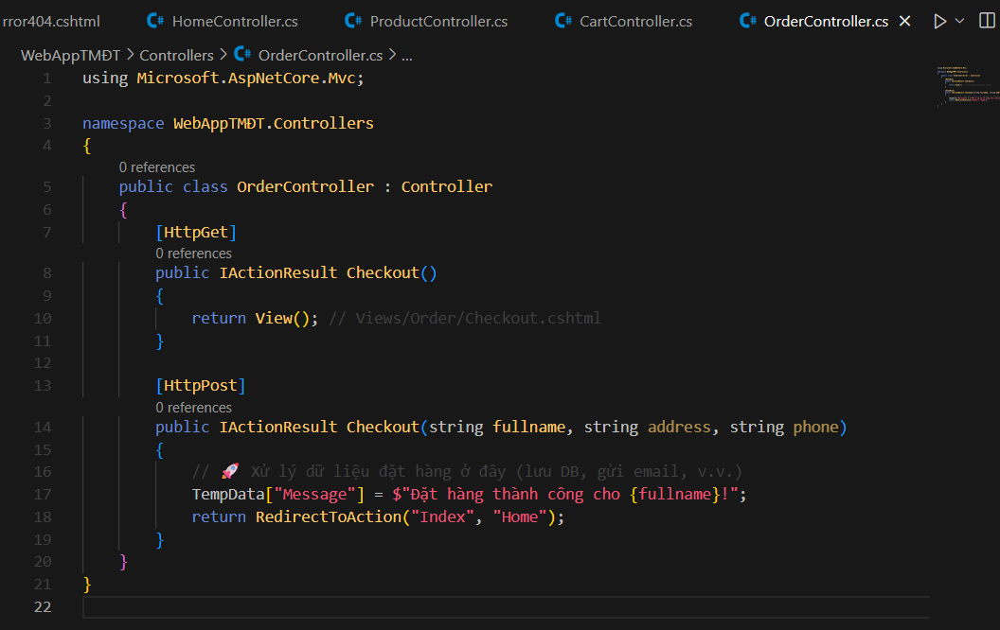 rror404.cshtml HomeController.cs ProductController.cs CartController.cs OrderController.cs
WebAppTMĐT > Controllers > OrderController.cs > ...
1 using Microsoft.AspNetCore.Mvc;
2
3 namespace WebAppTMĐT.Controllers
4 {
0 references
5 public class OrderController : Controller
6 {
7 [HttpGet]
0 references
8 public IActionResult Checkout()
9 {
10 return View(); // Views/Order/Checkout.cshtml
11 }
12
13 [HttpPost]
0 references
14 public IActionResult Checkout(string fullname, string address, string phone)
15 {
16 // 🚀 Xử lý dữ liệu đặt hàng ở đây (lưu DB, gửi email, v.v.)
17 TempData["Message"] = $"Đặt hàng thành công cho {fullname}!";
18 return RedirectToAction("Index", "Home");
19 }
20 }
21 }
22